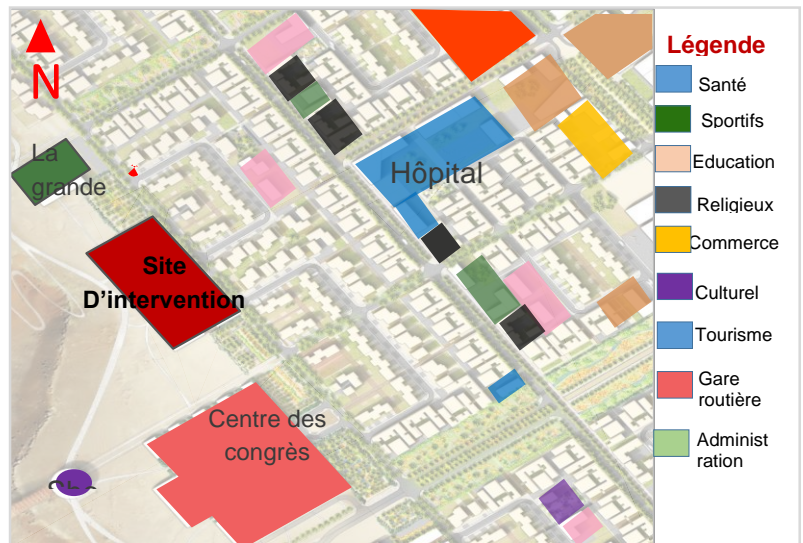 N
La
grande
Hôpital
Site
D'intervention
Centre des
congrès
Légende
Santé
Sportifs
Education
Religieux
Commerce
Culturel
Tourisme
Gare
routière
Administ
ration